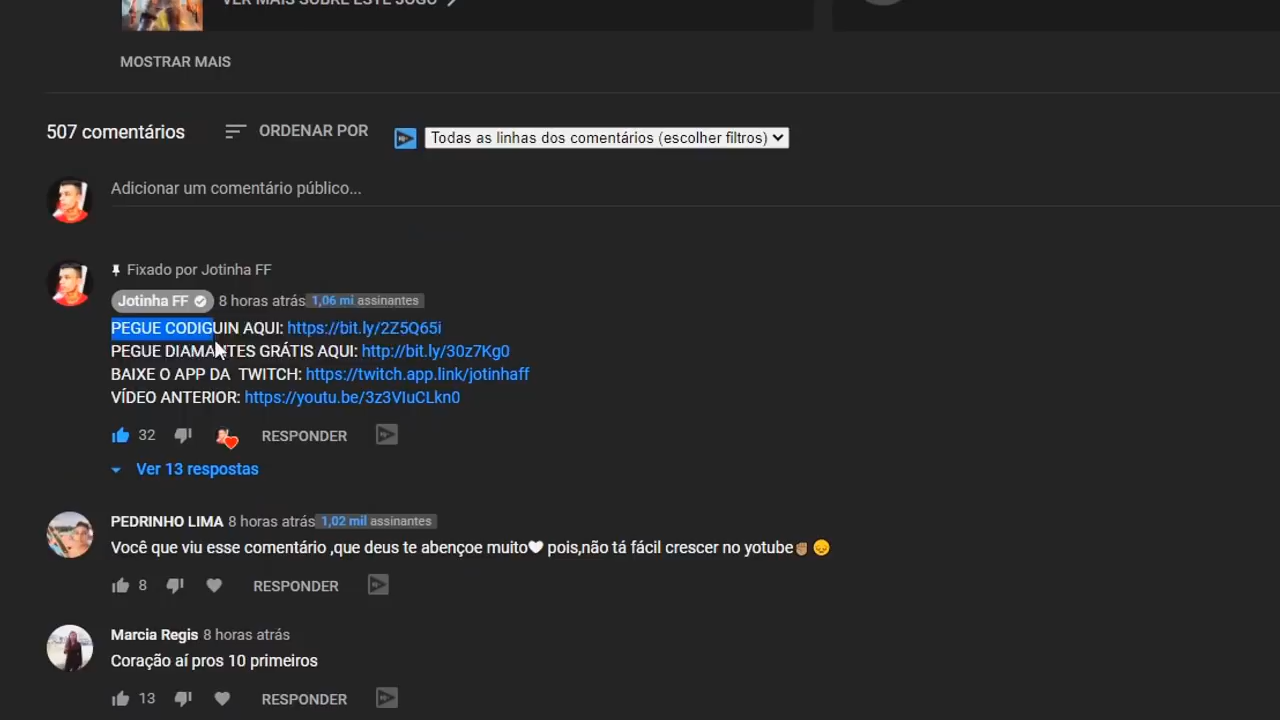 VER MAIS SOBRE ESTE JOGO
MOSTRAR MAIS
507 comentários ORDENAR POR Todas as linhas dos comentários (escolher filtros)
Adicionar um comentário público...
Fixado por Jotinha FF
Jotinha FF 8 horas atrás 1,06 mi assinantes
PEGUE CODIGUIN AQUI: https://bit.ly/2Z5Q65i
PEGUE DIAMANTES GRÁTIS AQUI: http://bit.ly/30z7Kg0
BAIXE O APP DA TWITCH: https://twitch.app.link/jotinhaff
VÍDEO ANTERIOR: https://youtu.be/3z3VIuCLkn0
32 RESPONDER
Ver 13 respostas
PEDRINHO LIMA 8 horas atrás 1,02 mil assinantes
Você que viu esse comentário ,que deus te abençoe muito🤍 pois,não tá fácil crescer no yotube✊🏽😞
8 RESPONDER
Marcia Regis 8 horas atrás
Coração aí pros 10 primeiros
13 RESPONDER